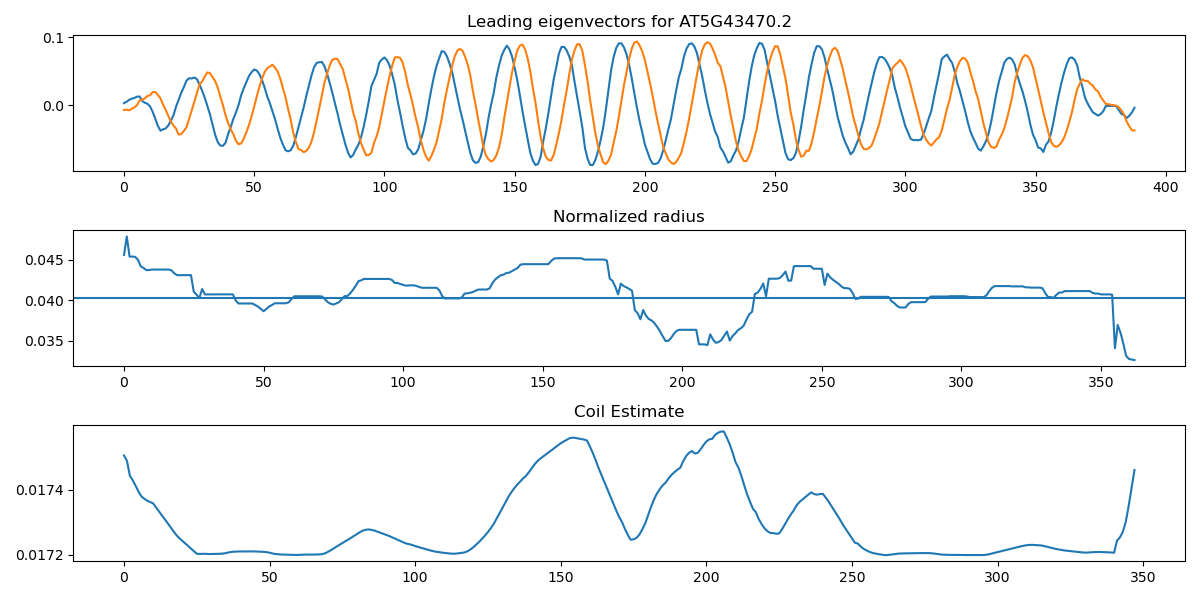 Leading eigenvectors for AT5G43470.2
0.1
0.0
0 50 100 150 200 250 300 350 400
Normalized radius
0.045
0.040
0.035
0 50 100 150 200 250 300 350
Coil Estimate
0.0174
0.0172
0 50 100 150 200 250 300 350